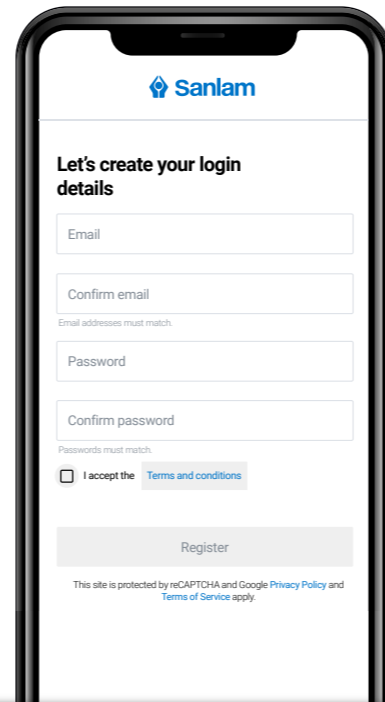 Sanlam
Let's create your login
details
Email
Confirm email
Email addresses must match.
Password
Confirm password
Passwords must match.
I accept the Terms and conditions
Register
This site is protected by reCAPTCHA and Google Privacy Policy and
Terms of Service apply.